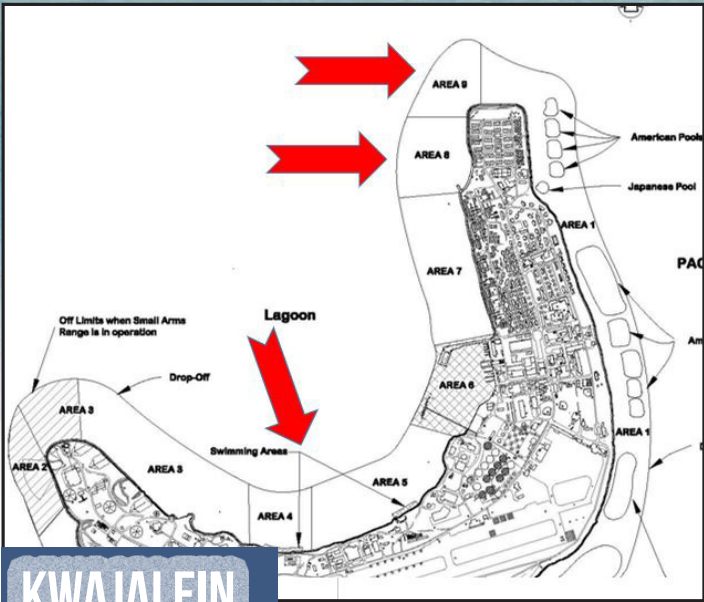 AREA 9
American Pools
AREA 8
Japanese Pool
AREA 1
PAC
AREA 7
Lagoon
Off Limits when Small Arms
Range is in operation
Am
Drop-Off
AREA 6
AREA 3
AREA 1
Swimming Areas
AREA 2
AREA 3
AREA 5
AREA 4
KWAJALEIN